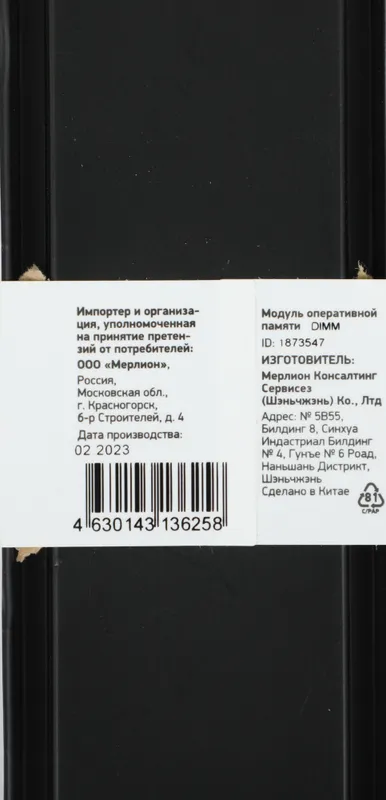 Импортер и организа-
ция, уполномоченная
на принятие претен-
зий от потребителей:
ООО «Мерлион»,
Россия,
Московская обл.,
г. Красногорск,
б-р Строителей, д. 4
Дата производства:
02 2023
4 630143 136258
Модуль оперативной
памяти DIMM
ID: 1873547
ИЗГОТОВИТЕЛЬ:
Мерлион Консалтинг
Сервисез
(Шэньчжэнь) Ко., Лтд
Адрес: № 5В55,
Билдинг 8, Синхуа
Индастриал Билдинг
№ 4, Гунъе № 6 Роад,
Наньшань Дистрикт,
Шэньчжэнь
Сделано в Китае
81
C/PAP